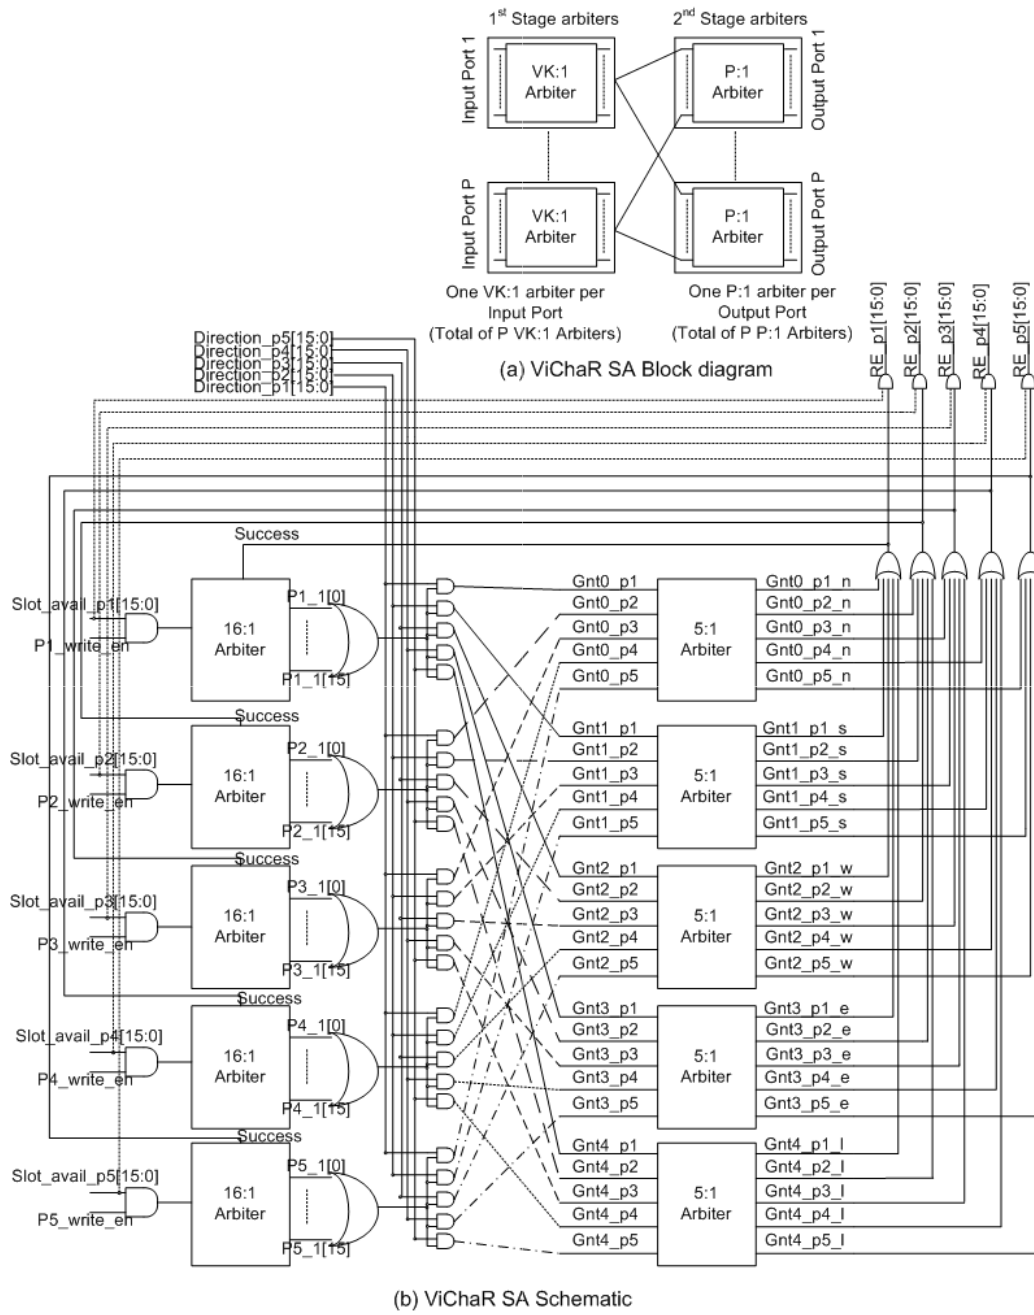 1st Stage arbiters
2nd Stage arbiters
Input Port 1
VK:1
Arbiter
P:1
Arbiter
Output Port 1
Input Port P
VK:1
Arbiter
P:1
Arbiter
Output Port P
One VK:1 arbiter per
Input Port
(Total of P VK:1 Arbiters)
One P:1 arbiter per
Output Port
(Total of P P:1 Arbiters)
(a) ViChaR SA Block diagram
RE_p1[15:0]
RE_p2[15:0]
RE_p3[15:0]
RE_p4[15:0]
RE_p5[15:0]
Direction_p5[15:0]
Direction_p4[15:0]
Direction_p3[15:0]
Direction_p2[15:0]
Direction_p1[15:0]
Success
Slot_avail_p1[15:0]
P1_write_en
16:1
Arbiter
P1_1[0]
P1_1[15]
Gnt0_p1
Gnt0_p2
Gnt0_p3
Gnt0_p4
Gnt0_p5
5:1
Arbiter
Gnt0_p1_n
Gnt0_p2_n
Gnt0_p3_n
Gnt0_p4_n
Gnt0_p5_n
Success
Slot_avail_p2[15:0]
P2_write_en
16:1
Arbiter
P2_1[0]
P2_1[15]
Gnt1_p1
Gnt1_p2
Gnt1_p3
Gnt1_p4
Gnt1_p5
5:1
Arbiter
Gnt1_p1_s
Gnt1_p2_s
Gnt1_p3_s
Gnt1_p4_s
Gnt1_p5_s
Success
Slot_avail_p3[15:0]
P3_write_en
16:1
Arbiter
P3_1[0]
P3_1[15]
Gnt2_p1
Gnt2_p2
Gnt2_p3
Gnt2_p4
Gnt2_p5
5:1
Arbiter
Gnt2_p1_w
Gnt2_p2_w
Gnt2_p3_w
Gnt2_p4_w
Gnt2_p5_w
Success
Slot_avail_p4[15:0]
P4_write_en
16:1
Arbiter
P4_1[0]
P4_1[15]
Gnt3_p1
Gnt3_p2
Gnt3_p3
Gnt3_p4
Gnt3_p5
5:1
Arbiter
Gnt3_p1_e
Gnt3_p2_e
Gnt3_p3_e
Gnt3_p4_e
Gnt3_p5_e
Success
Slot_avail_p5[15:0]
P5_write_en
16:1
Arbiter
P5_1[0]
P5_1[15]
Gnt4_p1
Gnt4_p2
Gnt4_p3
Gnt4_p4
Gnt4_p5
5:1
Arbiter
Gnt4_p1_l
Gnt4_p2_l
Gnt4_p3_l
Gnt4_p4_l
Gnt4_p5_l
(b) ViChaR SA Schematic